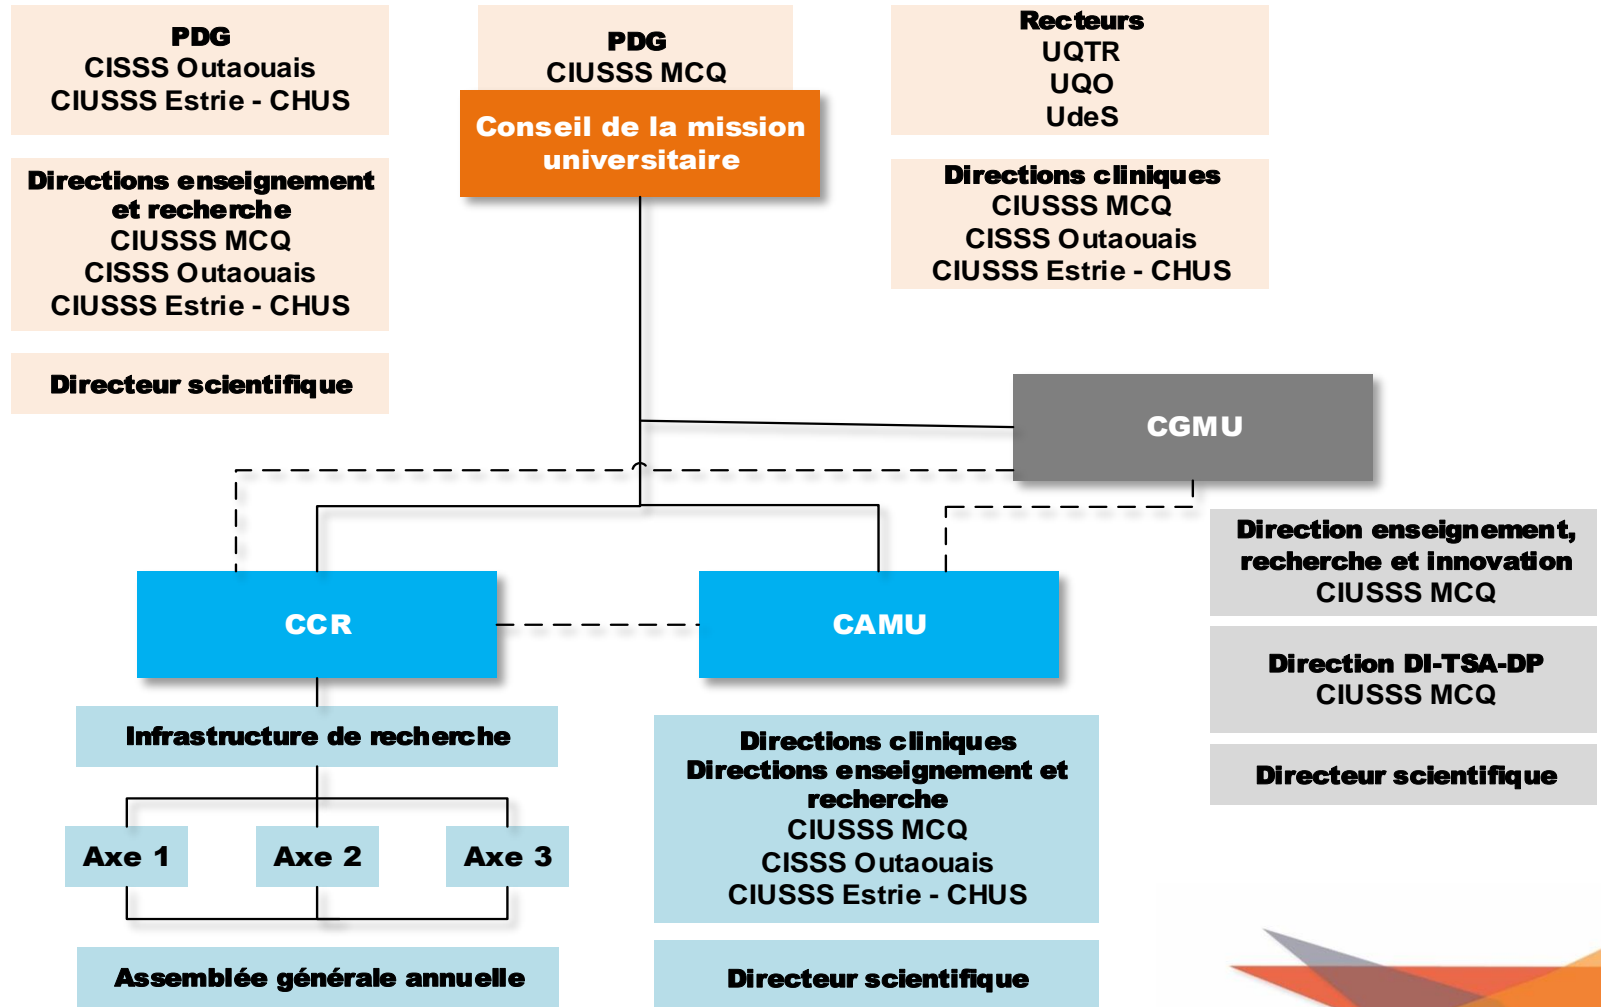 PDG
CISSS Outaouais
CIUSSS Estrie - CHUS
Directions enseignement
et recherche
CIUSSS MCQ
CISSS Outaouais
CIUSSS Estrie - CHUS
Directeur scientifique
PDG
CIUSSS MCQ
Conseil de la mission
universitaire
Recteurs
UQTR
UQO
UdeS
Directions cliniques
CIUSSS MCQ
CISSS Outaouais
CIUSSS Estrie - CHUS
CGMU
Direction enseignement,
recherche et innovation
CIUSSS MCQ
Direction DI-TSA-DP
CIUSSS MCQ
Directeur scientifique
CCR
CAMU
Infrastructure de recherche
Axe 1
Axe 2
Axe 3
Assemblée générale annuelle
Directions cliniques
Directions enseignement et
recherche
CIUSSS MCQ
CISSS Outaouais
CIUSSS Estrie - CHUS
Directeur scientifique